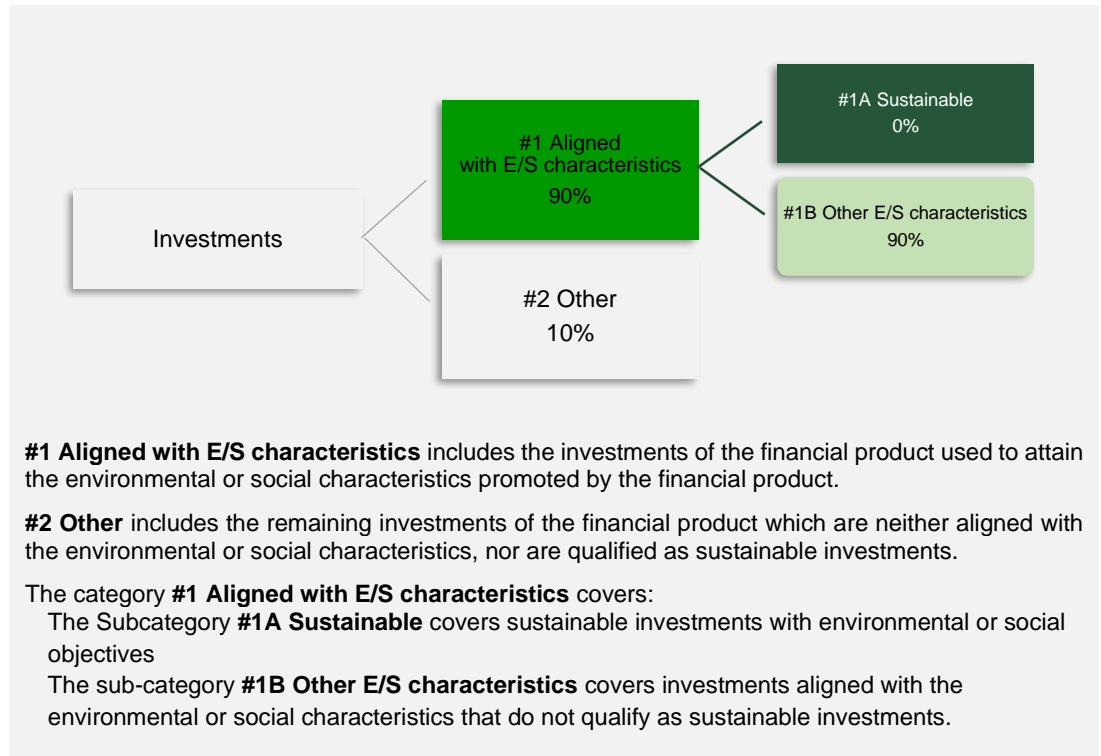 Investments
#1 Aligned
with E/S characteristics
90%
#2 Other
10%
#1A Sustainable
0%
#1B Other E/S characteristics
90%
#1 Aligned with E/S characteristics includes the investments of the financial product used to attain
the environmental or social characteristics promoted by the financial product.
#2 Other includes the remaining investments of the financial product which are neither aligned with
the environmental or social characteristics, nor are qualified as sustainable investments.
The category #1 Aligned with E/S characteristics covers:
The Subcategory #1A Sustainable covers sustainable investments with environmental or social
objectives
The sub-category #1B Other E/S characteristics covers investments aligned with the
environmental or social characteristics that do not qualify as sustainable investments.